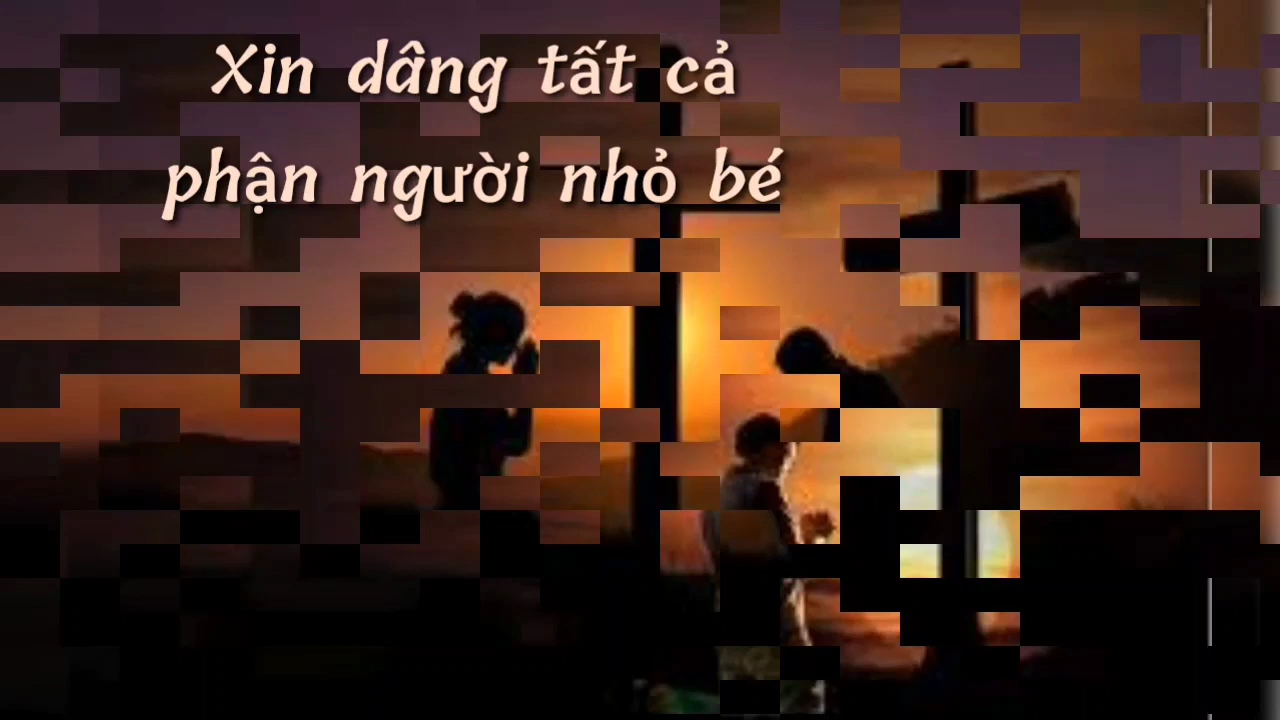 Xin dâng tất cả
phận người nhỏ bé